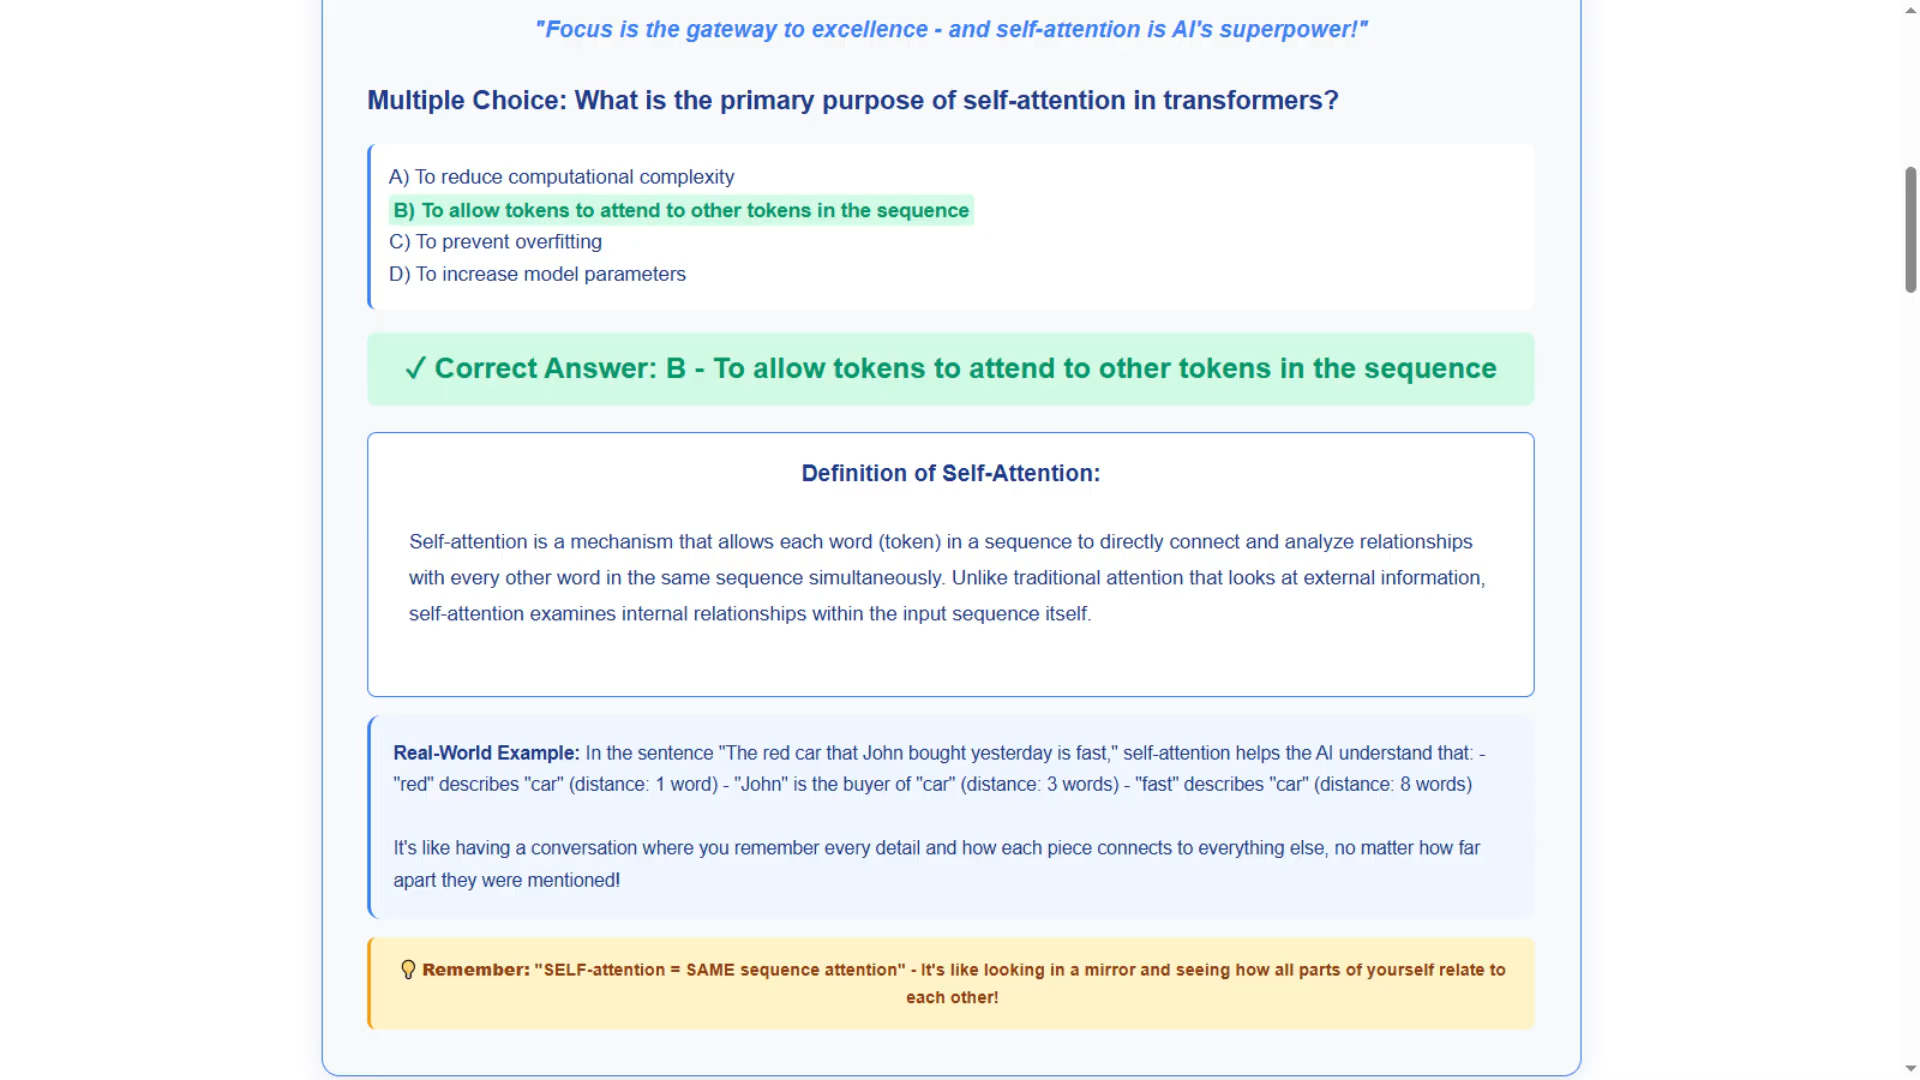 "Focus is the gateway to excellence - and self-attention is AI's superpower!"
Multiple Choice: What is the primary purpose of self-attention in transformers?
A) To reduce computational complexity
B) To allow tokens to attend to other tokens in the sequence
C) To prevent overfitting
D) To increase model parameters
✓ Correct Answer: B - To allow tokens to attend to other tokens in the sequence
Definition of Self-Attention:
Self-attention is a mechanism that allows each word (token) in a sequence to directly connect and analyze relationships
with every other word in the same sequence simultaneously. Unlike traditional attention that looks at external information,
self-attention examines internal relationships within the input sequence itself.
Real-World Example: In the sentence "The red car that John bought yesterday is fast," self-attention helps the AI understand that: -
"red" describes "car" (distance: 1 word) - "John" is the buyer of "car" (distance: 3 words) - "fast" describes "car" (distance: 8 words)
It's like having a conversation where you remember every detail and how each piece connects to everything else, no matter how far
apart they were mentioned!
💡 Remember: "SELF-attention = SAME sequence attention" - It's like looking in a mirror and seeing how all parts of yourself relate to
each other!